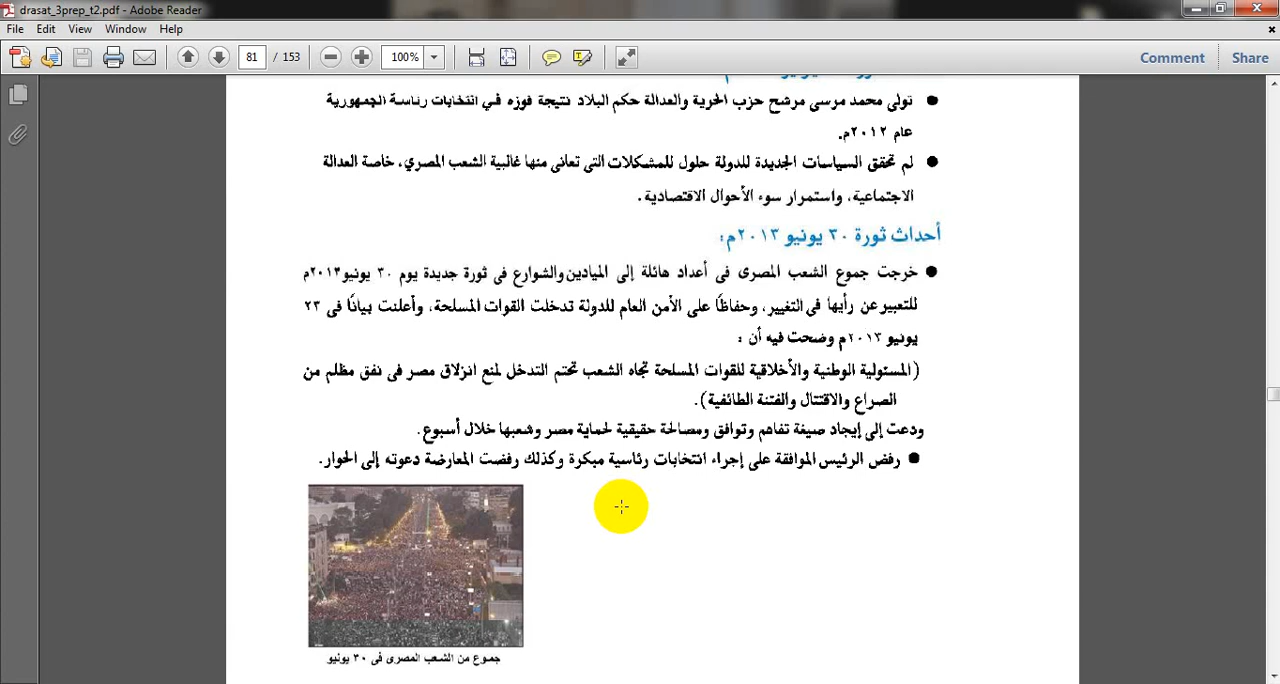 drasat_3prep_t2.pdf - Adobe Reader
File Edit View Window Help
81 / 153 100% Comment Share
تولى محمد مرسى مرشح حزب الحرية والعدالة حكم البلاد نتيجة فوزه فى انتخابات رئاسة الجمهورية
عام ٢٠١٢م.
لم تحقق السياسات الجديدة للدولة حلول للمشكلات التى تعانى منها غالبية الشعب المصري، خاصة العدالة
الاجتماعية، واستمرار سوء الأحوال الاقتصادية.
أحداث ثورة ٣٠ يونيو ٢٠١٣م:
خرجت جموع الشعب المصرى فى أعداد هائلة إلى الميادين والشوارع فى ثورة جديدة يوم ٣٠ يونيو
للتعبير عن رأيها فى التغيير، وحفاظًا على الأمن العام للدولة تدخلت القوات المسلحة، وأعلنت بيانًا فى ٢٣
يونيو ٢٠١٣م وضحت فيه أن :
(المسئولية الوطنية والأخلاقية للقوات المسلحة تجاه الشعب تحتم التدخل لمنع انزلاق مصر فى نفق مظلم من
الصراع والاقتتال والفتنة الطائفية).
ودعت إلى إيجاد صيغة تفاهم وتوافق ومصالحة حقيقية لحماية مصر وشعبها خلال أسبوع.
رفض الرئيس الموافقة على إجراء انتخابات رئاسية مبكرة وكذلك رفضت المعارضة دعوته إلى الحوار.
جموع من الشعب المصرى فى ٣٠ يونيو